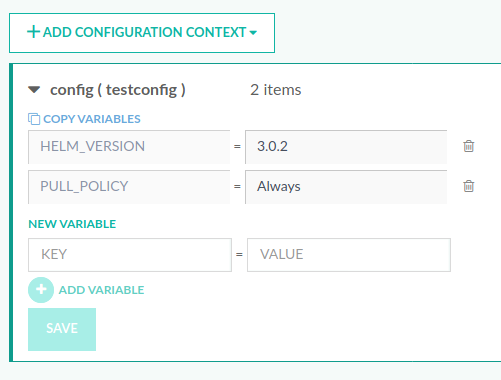 + ADD CONFIGURATION CONTEXT
config ( testconfig ) 2 items
COPY VARIABLES
HELM_VERSION = 3.0.2
PULL_POLICY = Always
NEW VARIABLE
KEY = VALUE
+ ADD VARIABLE
SAVE